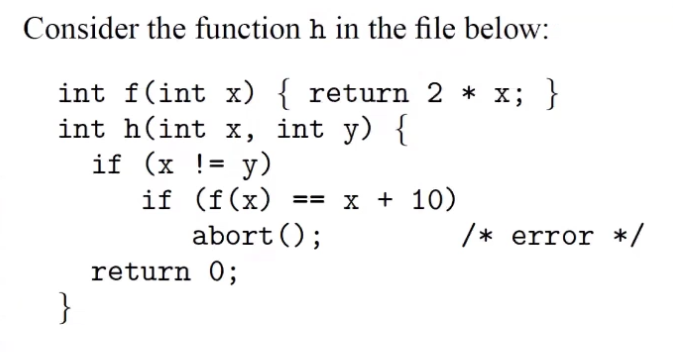 Consider the function h in the file below:
int f(int x) { return 2 * x; }
int h(int x, int y) {
if (x != y)
if (f(x) == x + 10)
abort(); /* error */
return 0;
}